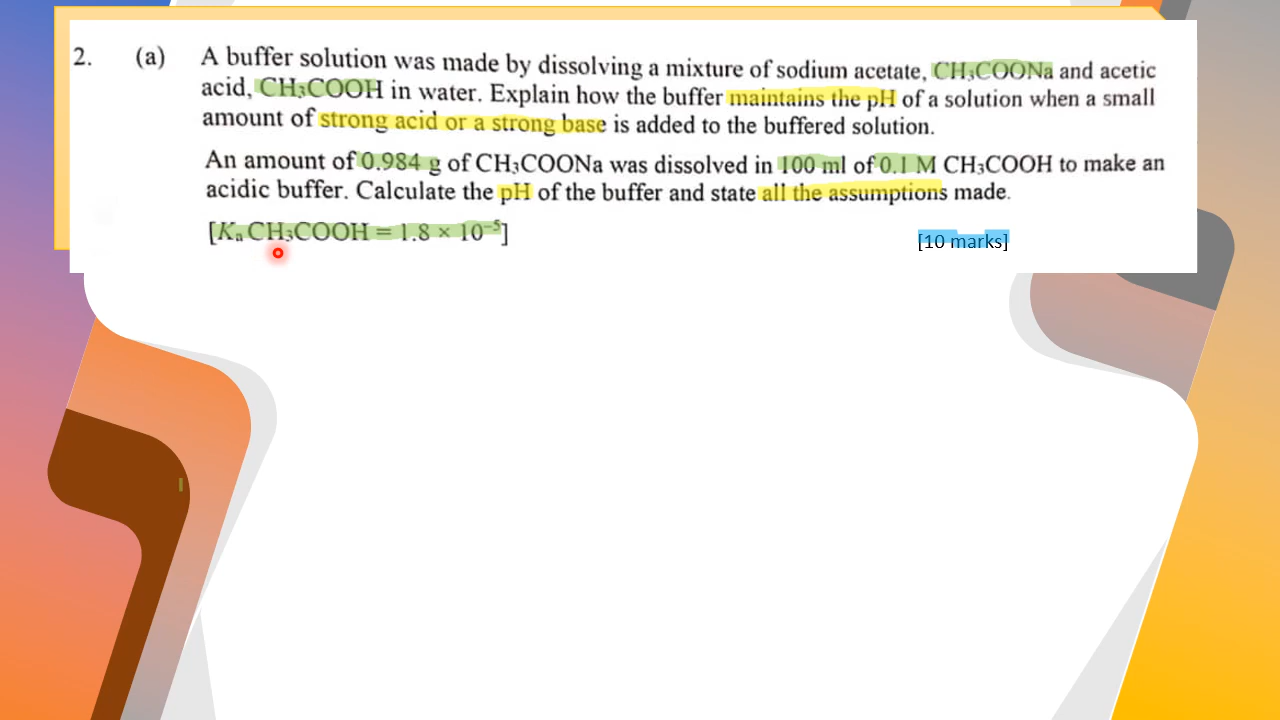 2. (a) A buffer solution was made by dissolving a mixture of sodium acetate, CH₃COONa and acetic
acid, CH₃COOH in water. Explain how the buffer maintains the pH of a solution when a small
amount of strong acid or a strong base is added to the buffered solution.
An amount of 0.984 g of CH₃COONa was dissolved in 100 ml of 0.1 M CH₃COOH to make an
acidic buffer. Calculate the pH of the buffer and state all the assumptions made.
[Kₐ CH₃COOH = 1.8 × 10⁻⁵]
[10 marks]